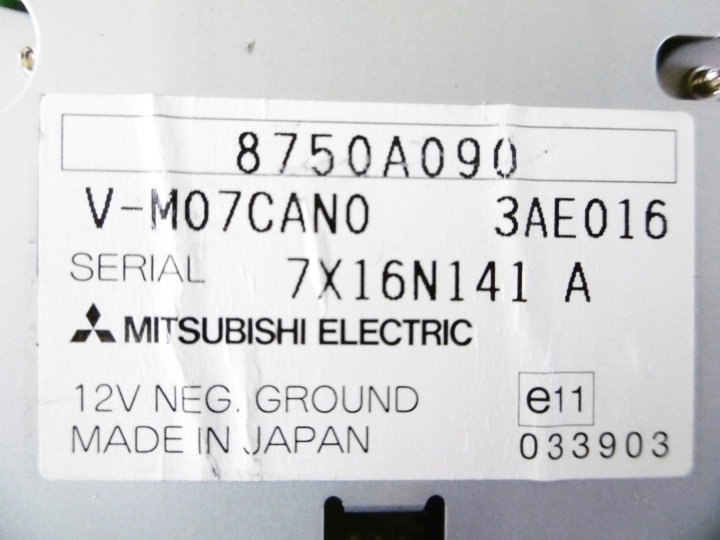 8750A090
V-M07CAN0 3AE016
SERIAL 7X16N141 A
MITSUBISHI ELECTRIC
12V NEG. GROUND e11
MADE IN JAPAN 033903